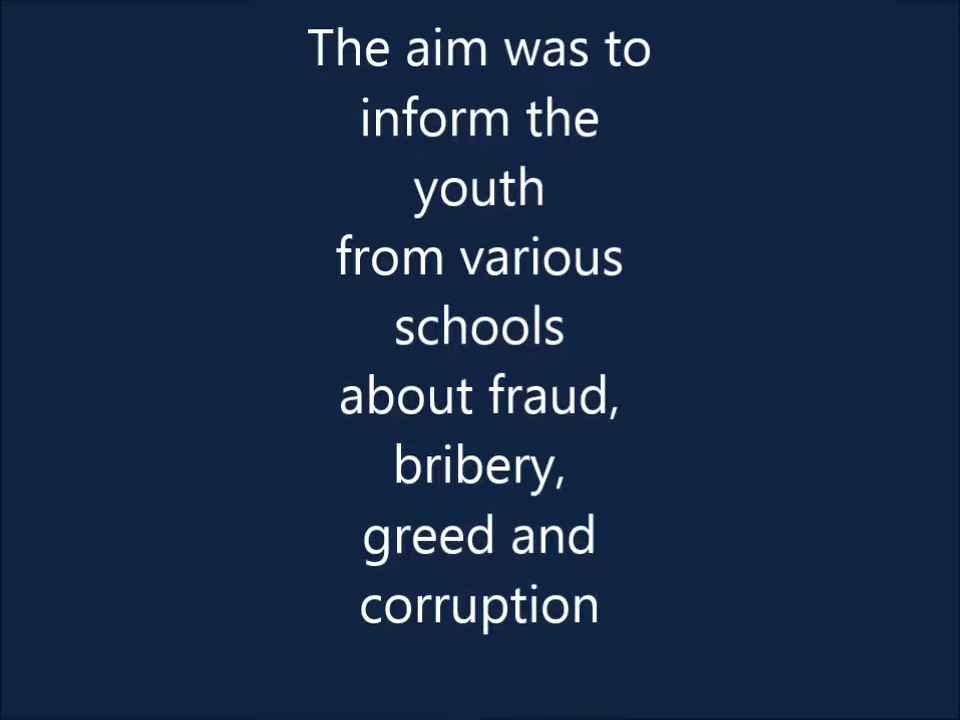 The aim was to
inform the
youth
from various
schools
about fraud,
bribery,
greed and
corruption